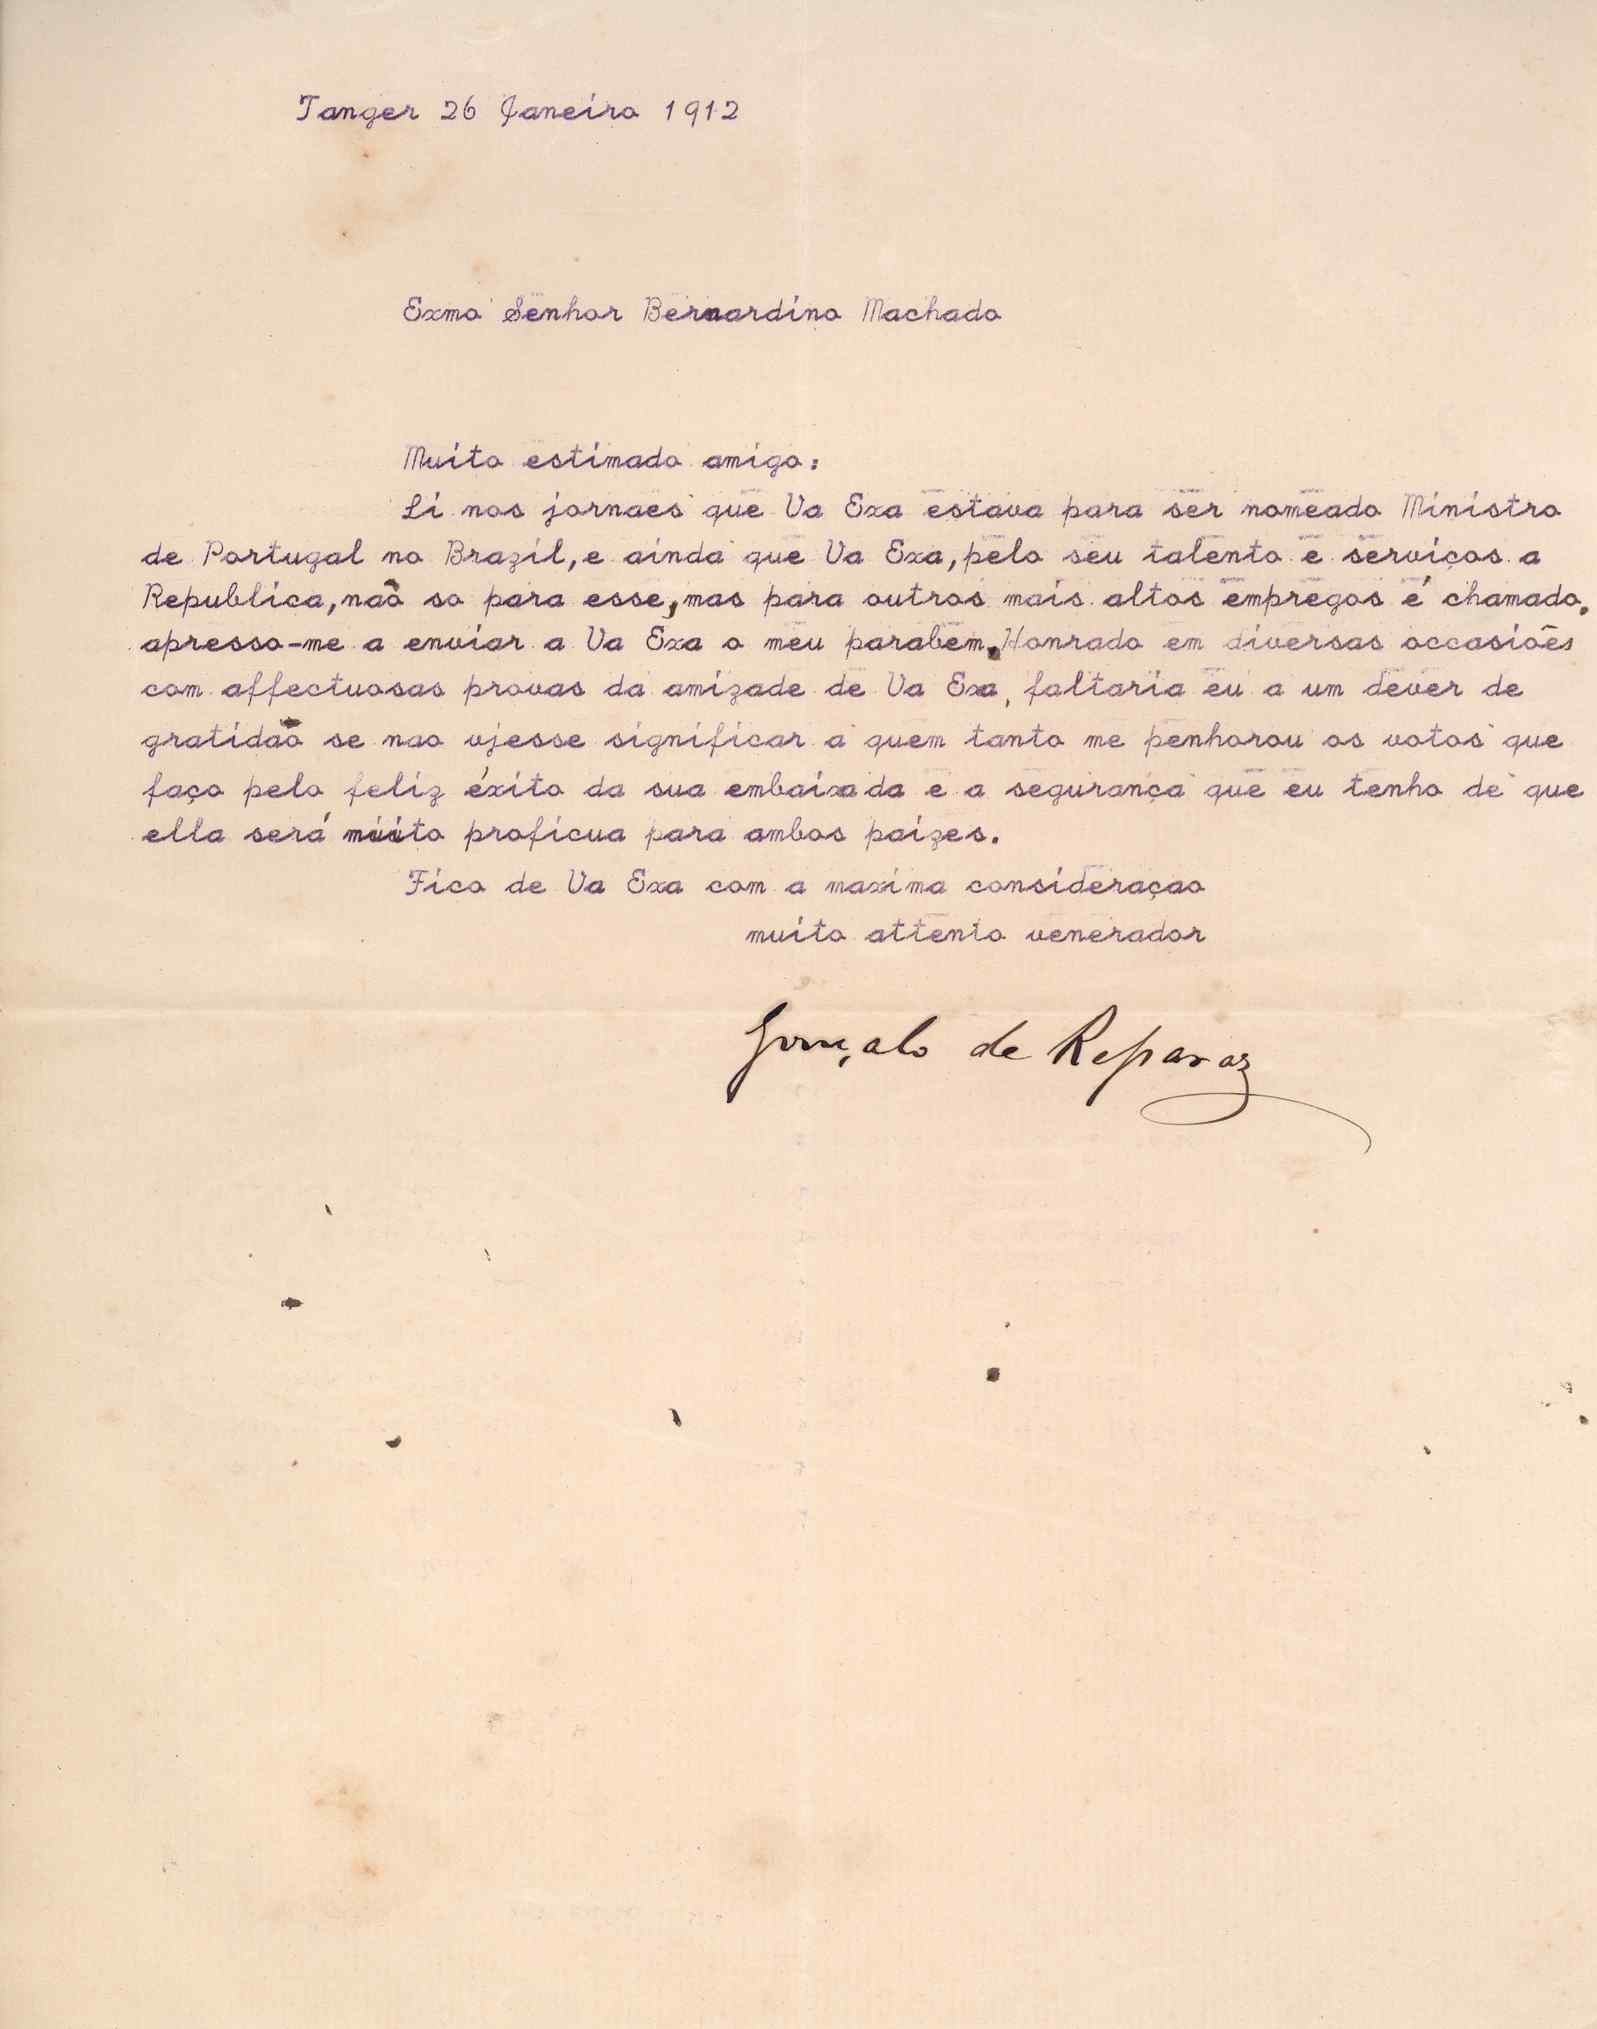 Tanger 26 Janeiro 1912
Exmo Senhor Bernardino Machado
Muito estimado amigo:
Li nos jornaes que Va Exa estava para ser nomeado Ministro
de Portugal no Brazil, e ainda que Va Exa, pelo seu talento e serviços a
Republica, naõ so para esse, mas para outros mais altos empregos é chamado,
apresso-me a enviar a Va Exa o meu parabem. Honrado em diversas occasiões
com affectuosas provas da amizade de Va Exa, faltaria eu a um dever de
gratidaõ se nao vjesse significar a quem tanto me penhorou os votos que
faço pelo feliz éxito da sua embaixada e a segurança que eu tenho de que
ella será muito proficua para ambos paizes.
Fico de Va Exa com a maxima consideraçao
muito attento venerador
Gonçalo de Reparaz